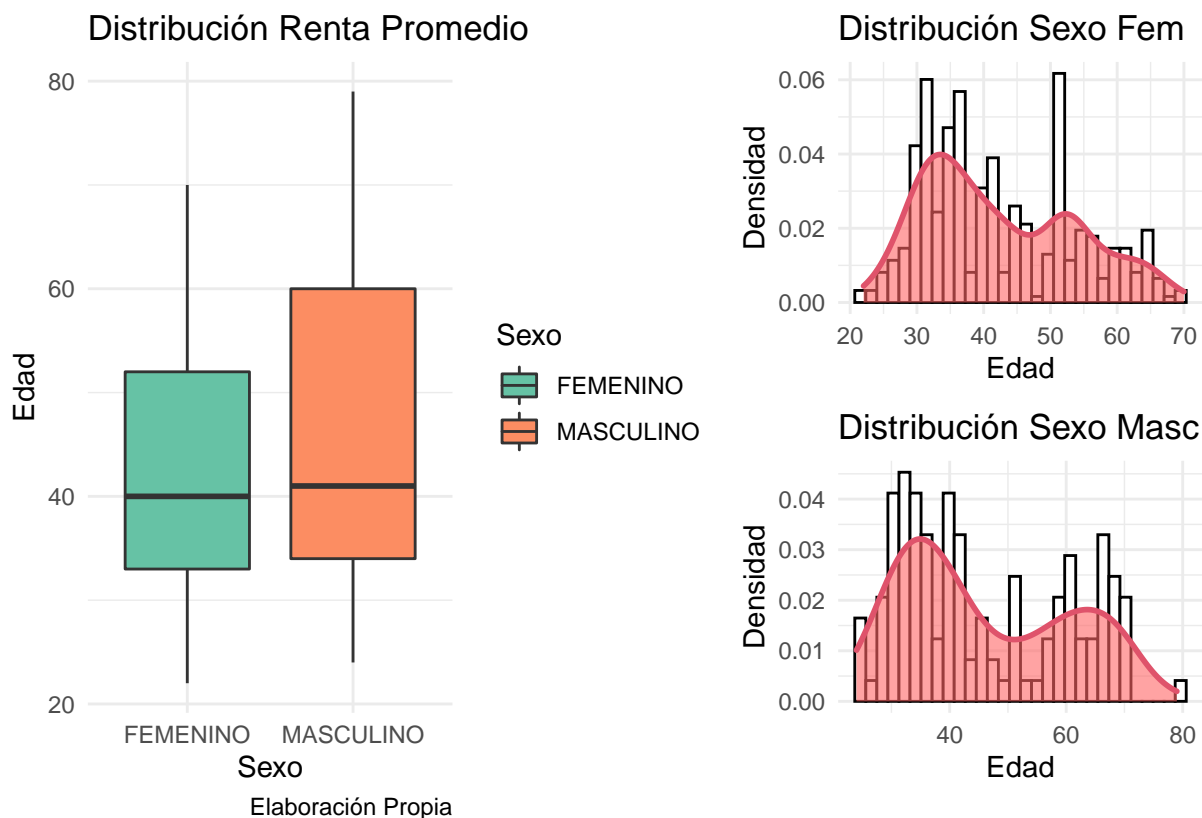 Distribución Renta Promedio
80
60
40
20
Edad
FEMENINO MASCULINO
Sexo
Elaboración Propia
Sexo
FEMENINO
MASCULINO
Distribución Sexo Fem
0.06
0.04
0.02
0.00
Densidad
20 30 40 50 60 70
Edad
Distribución Sexo Masc
0.04
0.03
0.02
0.01
0.00
Densidad
40 60 80
Edad